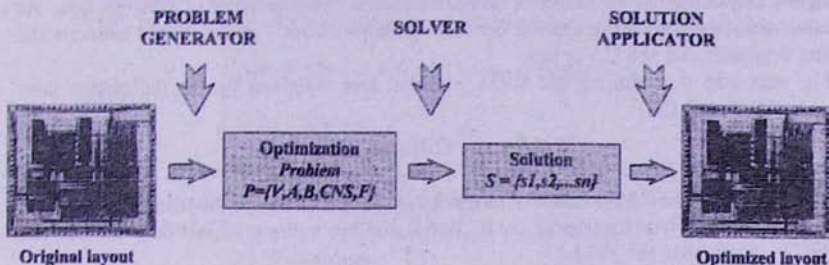 PROBLEM
GENERATOR
SOLVER
SOLUTION
APPLICATOR
Optimization
Problem
P={V,A,B,CNS,F}
Solution
S = {s1,s2,...sn}
Original layout
Optimized layout